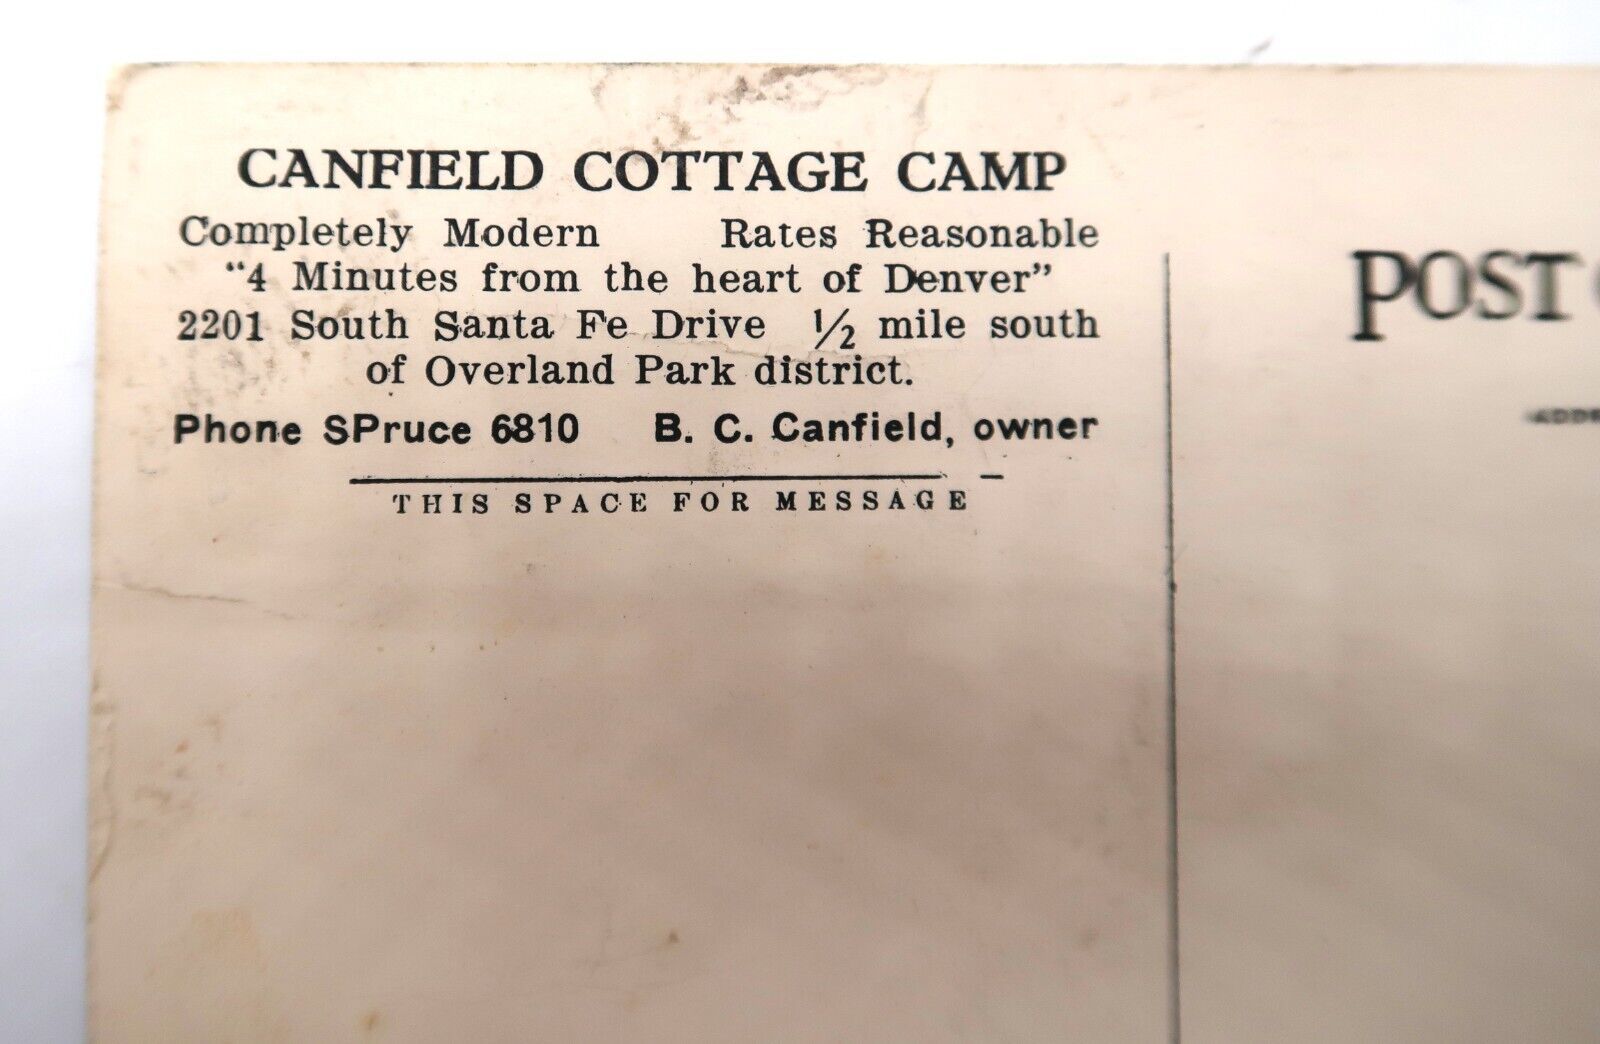 CANFIELD COTTAGE CAMP
Completely Modern Rates Reasonable
"4 Minutes from the heart of Denver"
2201 South Santa Fe Drive ½ mile south
of Overland Park district.
Phone SPruce 6810 B. C. Canfield, owner
THIS SPACE FOR MESSAGE
POST